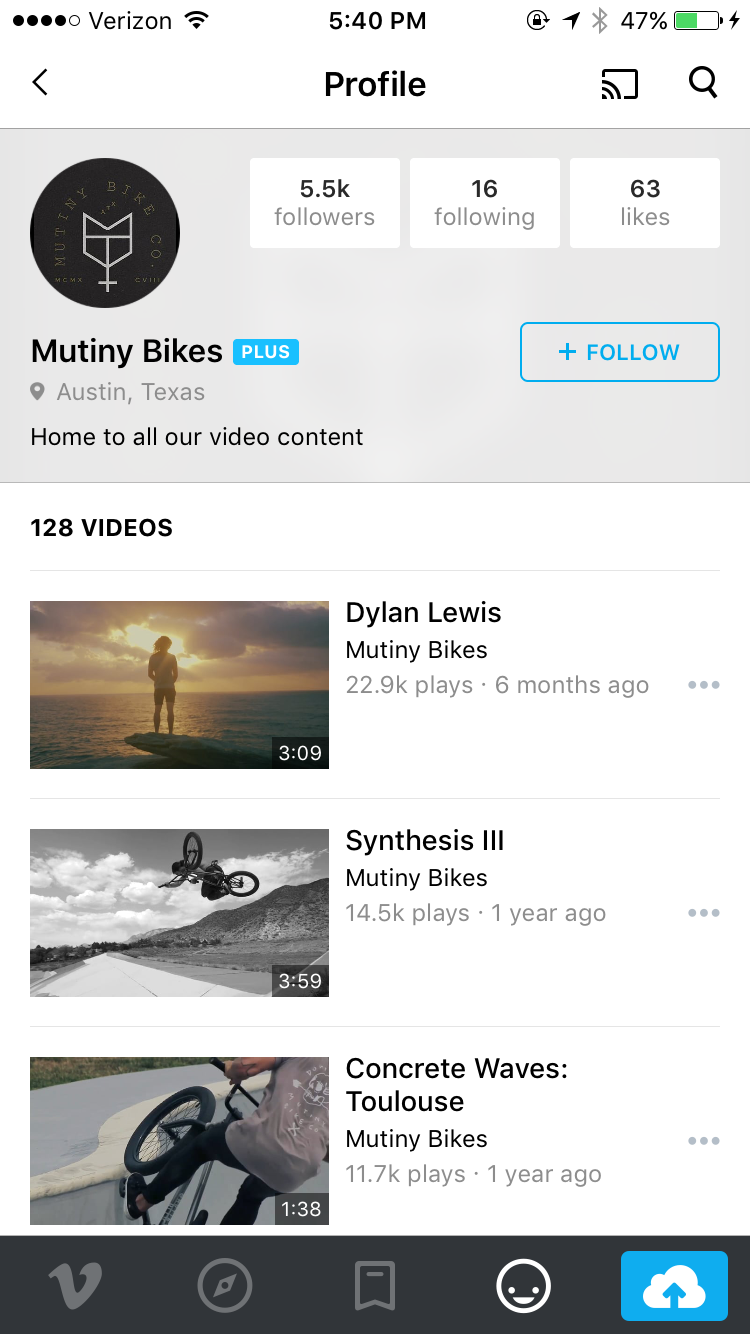 Verizon 5:40 PM 47%
Profile
MUTINY BIKE CO.
MCMX CVIII
5.5k 16 63
followers following likes
Mutiny Bikes PLUS
+ FOLLOW
Austin, Texas
Home to all our video content
128 VIDEOS
Dylan Lewis
Mutiny Bikes
22.9k plays · 6 months ago
3:09
Synthesis III
Mutiny Bikes
14.5k plays · 1 year ago
3:59
Concrete Waves:
Toulouse
Mutiny Bikes
11.7k plays · 1 year ago
1:38